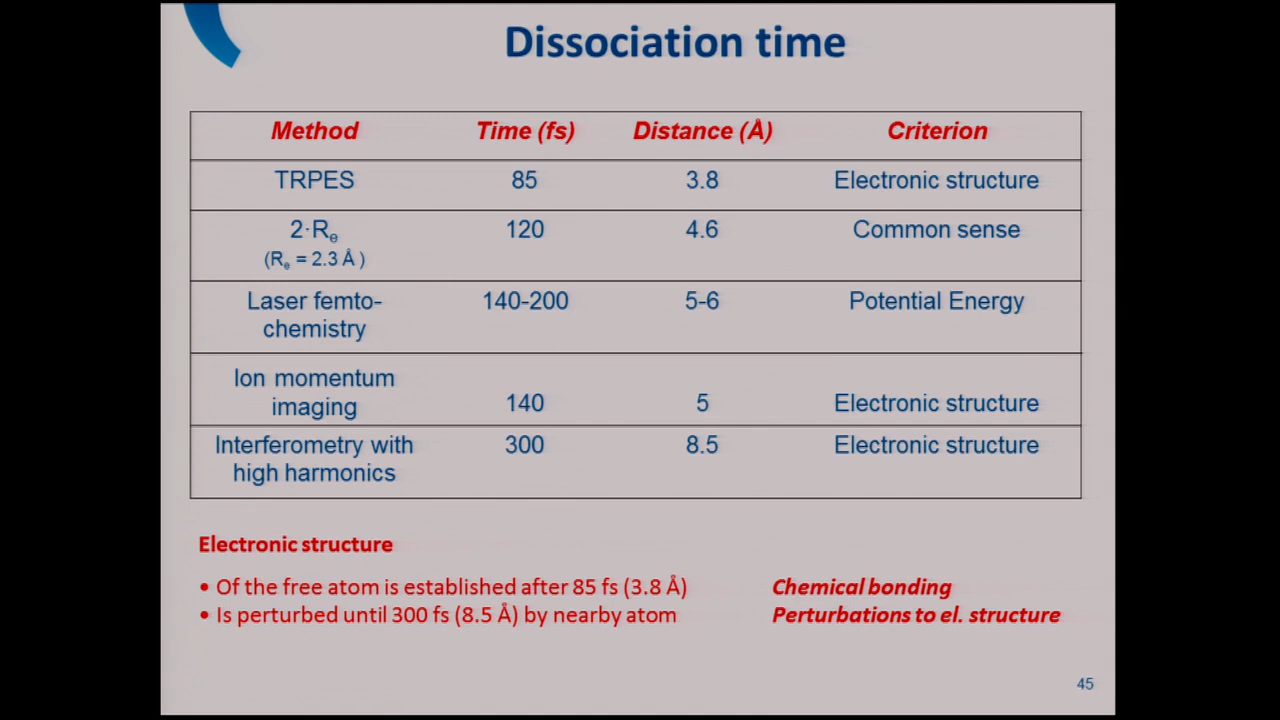 Dissociation time
Method Time (fs) Distance (Å) Criterion
TRPES 85 3.8 Electronic structure
2·Re 120 4.6 Common sense
(Re = 2.3 Å )
Laser femto- 140-200 5-6 Potential Energy
chemistry
Ion momentum
imaging 140 5 Electronic structure
Interferometry with 300 8.5 Electronic structure
high harmonics
Electronic structure
• Of the free atom is established after 85 fs (3.8 Å) Chemical bonding
• Is perturbed until 300 fs (8.5 Å) by nearby atom Perturbations to el. structure
45